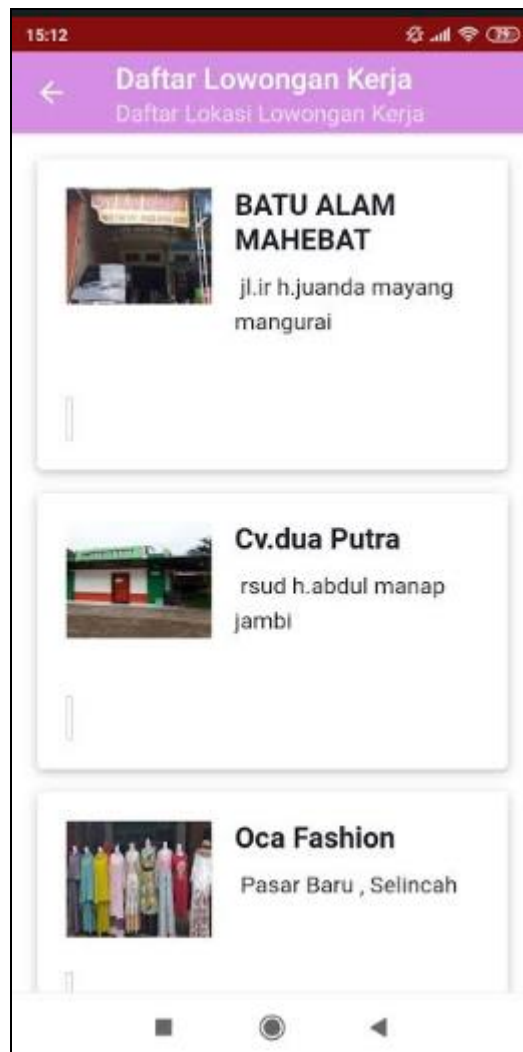 15:12
79
Daftar Lowongan Kerja
Daftar Lokasi Lowongan Kerja
BATU ALAM
MAHEBAT
jl.ir h.juanda mayang
mangurai
Cv.dua Putra
rsud h.abdul manap
jambi
Oca Fashion
Pasar Baru , Selincah